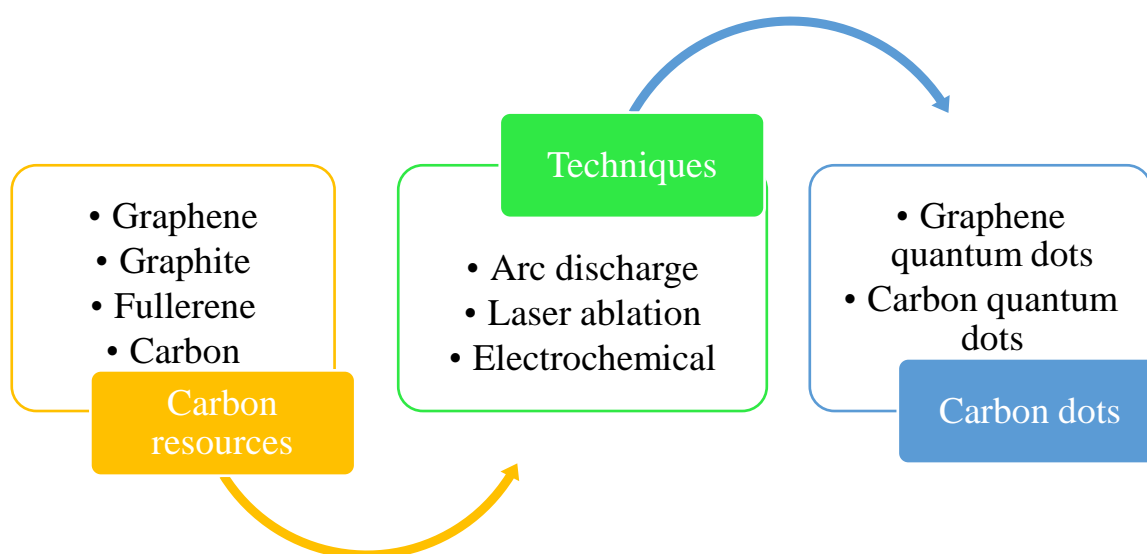 • Graphene
• Graphite
• Fullerene
• Carbon
Carbon
resources
Techniques
• Arc discharge
• Laser ablation
• Electrochemical
• Graphene
quantum dots
• Carbon quantum
dots
Carbon dots